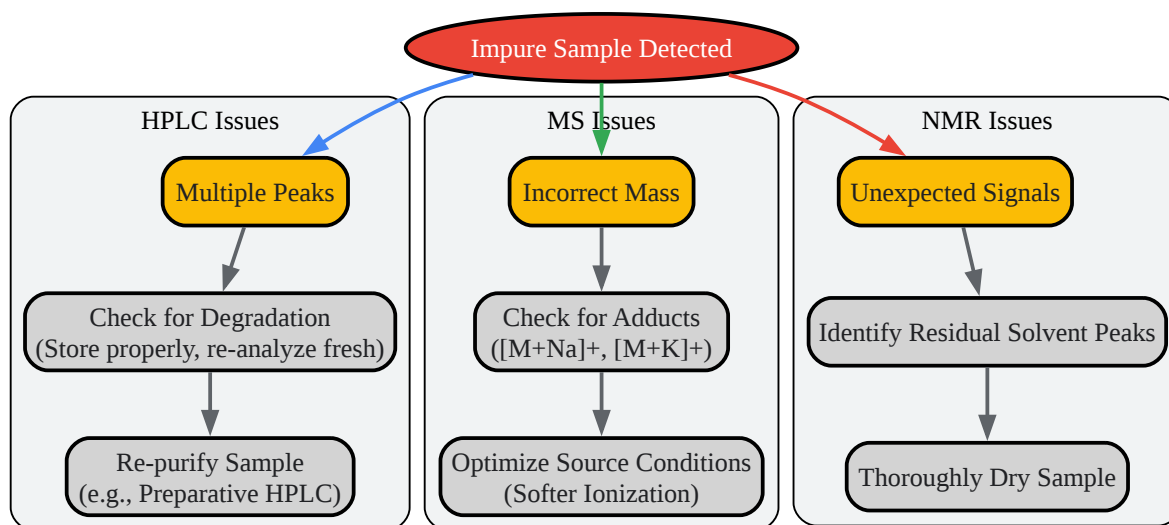 Impure Sample Detected
HPLC Issues
Multiple Peaks
Check for Degradation
(Store properly, re-analyze fresh)
Re-purify Sample
(e.g., Preparative HPLC)
MS Issues
Incorrect Mass
Check for Adducts
([M+Na]+, [M+K]+)
Optimize Source Conditions
(Softer Ionization)
NMR Issues
Unexpected Signals
Identify Residual Solvent Peaks
Thoroughly Dry Sample